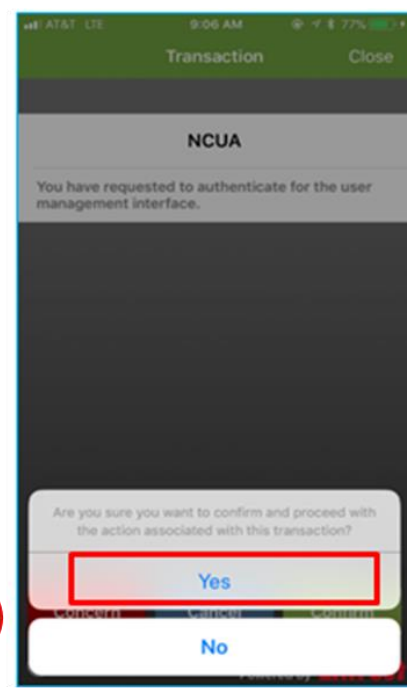 AT&T LTE 9:06 AM 77%
Transaction Close
NCUA
You have requested to authenticate for the user
management interface.
Are you sure you want to confirm and proceed with
the action associated with this transaction?
Yes
Concern Cancel Confirm
No
Powered by